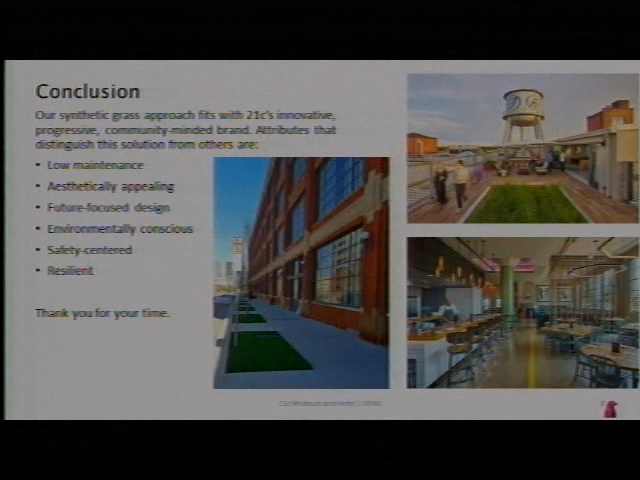 Conclusion
Our synthetic grass approach fits with 21c's innovative,
progressive, community-minded brand. Attributes that
distinguish this solution from others are:
• Low maintenance
• Aesthetically appealing
• Future-focused design
• Environmentally conscious
• Safety-centered
• Resilient
Thank you for your time.